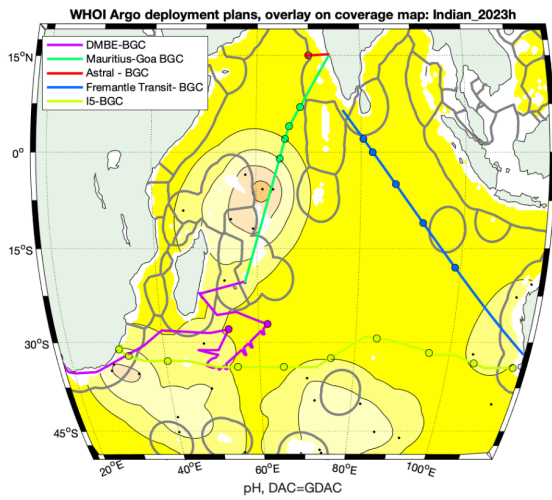 WHOI Argo deployment plans, overlay on coverage map: Indian_2023h
DMBE-BGC
Mauritius-Goa BGC
Astral - BGC
Fremantle Transit- BGC
I5-BGC
15°N
0°
15°S
30°S
45°S
20°E 40°E 60°E 80°E 100°E
pH, DAC=GDAC